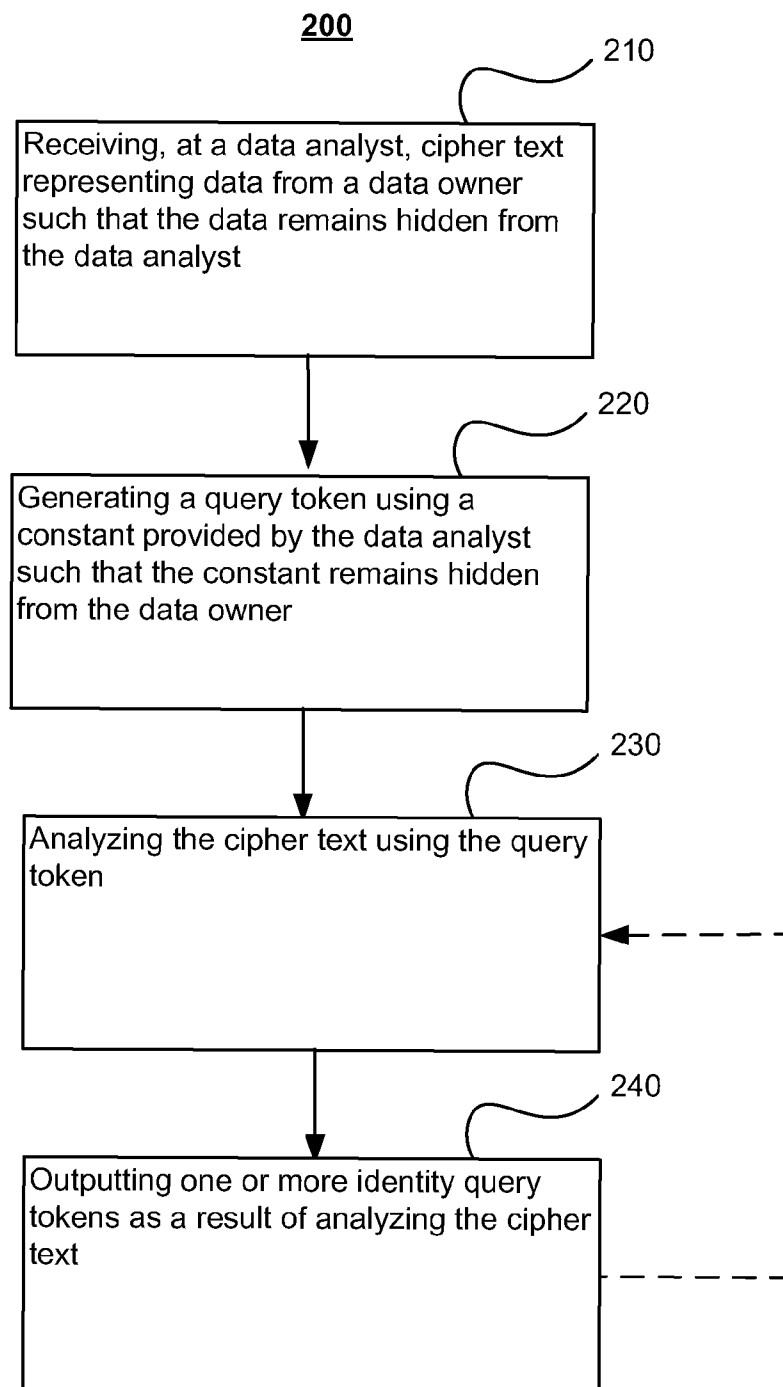 200
210
Receiving, at a data analyst, cipher text
representing data from a data owner
such that the data remains hidden from
the data analyst
220
Generating a query token using a
constant provided by the data analyst
such that the constant remains hidden
from the data owner
230
Analyzing the cipher text using the query
token
240
Outputting one or more identity query
tokens as a result of analyzing the cipher
text